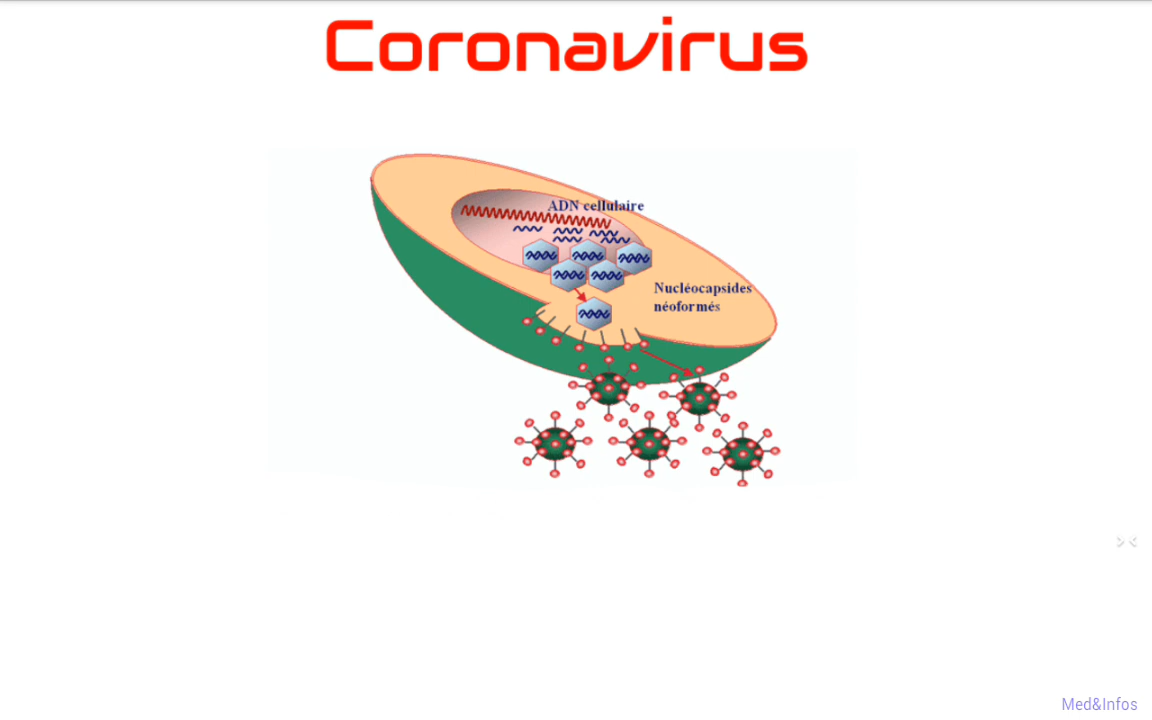 Coronavirus
ADN cellulaire
Nucléocapsides
néoformés
Med&Infos